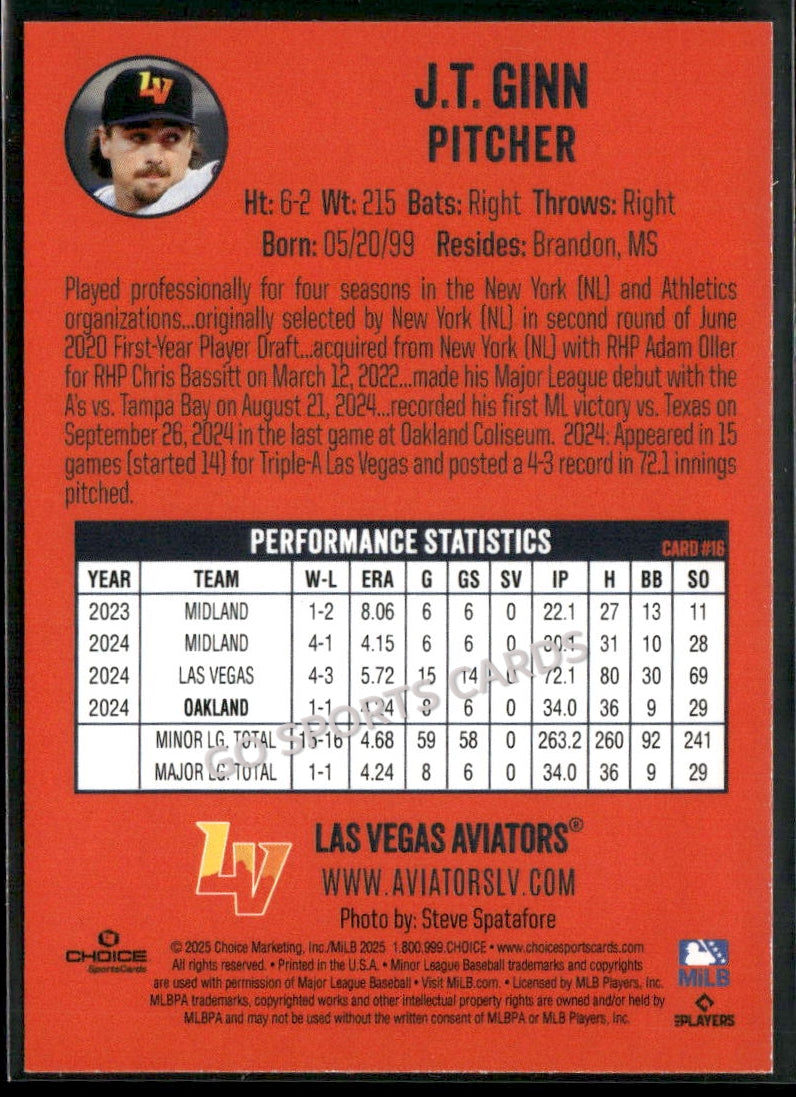 LV
J.T. GINN
PITCHER
Ht: 6-2 Wt: 215 Bats: Right Throws: Right
Born: 05/20/99 Resides: Brandon, MS
Played professionally for four seasons in the New York (NL) and Athletics
organizations...originally selected by New York (NL) in second round of June
2020 First-Year Player Draft...acquired from New York (NL) with RHP Adam Oller
for RHP Chris Bassitt on March 12, 2022...made his Major League debut with the
A's vs. Tampa Bay on August 21, 2024...recorded his first ML victory vs. Texas on
September 26, 2024 in the last game at Oakland Coliseum. 2024: Appeared in 15
games (started 14) for Triple-A Las Vegas and posted a 4-3 record in 72.1 innings
pitched.
PERFORMANCE STATISTICS CARD #16
YEAR TEAM W-L ERA G GS SV IP H BB SO
2023 MIDLAND 1-2 8.06 6 6 0 22.1 27 13 11
2024 MIDLAND 4-1 4.15 6 6 0 30.1 31 10 28
2024 LAS VEGAS 4-3 5.72 15 14 0 72.1 80 30 69
2024 OAKLAND 1-1 4.24 8 6 0 34.0 36 9 29
MINOR LG. TOTAL 15-16 4.68 59 58 0 263.2 260 92 241
MAJOR LG. TOTAL 1-1 4.24 8 6 0 34.0 36 9 29
GO SPORTS CARDS
LV
LAS VEGAS AVIATORS®
WWW.AVIATORSLV.COM
Photo by: Steve Spatafore
CHOICE
SportsCards
© 2025 Choice Marketing, Inc./MiLB 2025 1.800.999.CHOICE • www.choicesportscards.com
All rights reserved. • Printed in the U.S.A. • Minor League Baseball trademarks and copyrights
are used with permission of Major League Baseball • Visit MiLB.com. • Licensed by MLB Players, Inc.
MLBPA trademarks, copyrighted works and other intellectual property rights are owned and/or held by
MLBPA and may not be used without the written consent of MLBPA or MLB Players, Inc.
MiLB
PLAYERS